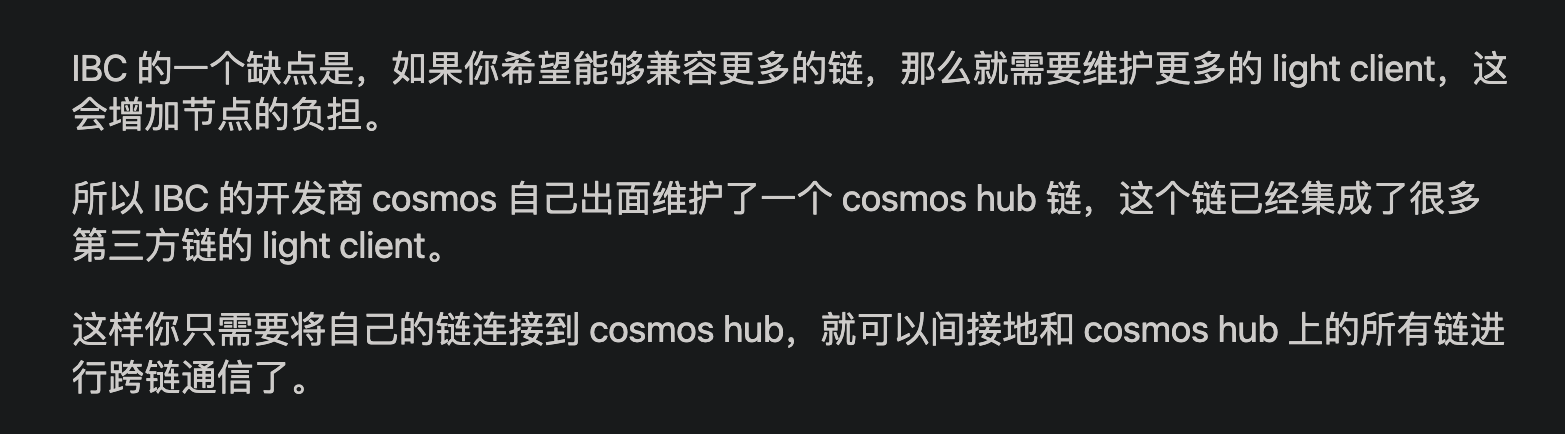 IBC 的一个缺点是，如果你希望能够兼容更多的链，那么就需要维护更多的 light client，这
会增加节点的负担。
所以 IBC 的开发商 cosmos 自己出面维护了一个 cosmos hub 链，这个链已经集成了很多
第三方链的 light client。
这样你只需要将自己的链连接到 cosmos hub，就可以间接地和 cosmos hub 上的所有链进
行跨链通信了。